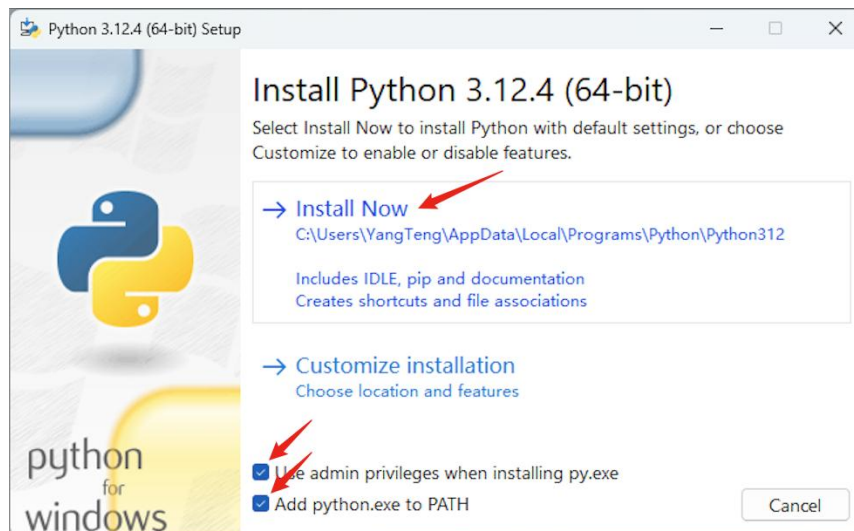 Python 3.12.4 (64-bit) Setup
Install Python 3.12.4 (64-bit)
Select Install Now to install Python with default settings, or choose
Customize to enable or disable features.
Install Now
C:\Users\YangTeng\AppData\Local\Programs\Python\Python312
Includes IDLE, pip and documentation
Creates shortcuts and file associations
Customize installation
Choose location and features
Use admin privileges when installing py.exe
Add python.exe to PATH
Cancel
python
for
windows